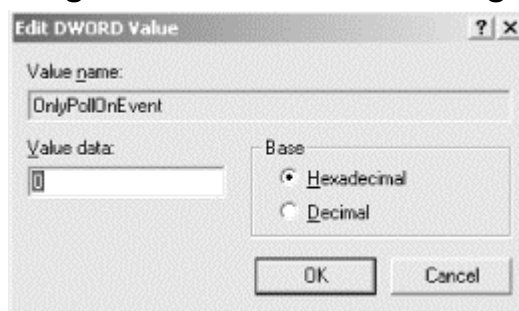 Edit DWORD Value ? ×
Value name:
OnlyPollOnEvent
Value data:
0
Base
Hexadecimal
Decimal
OK Cancel